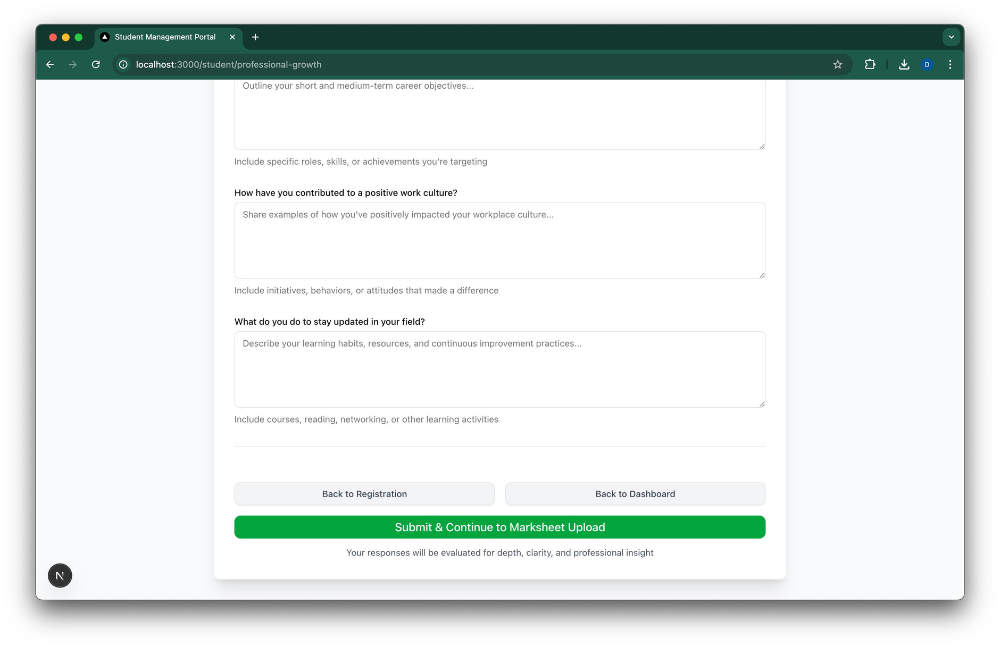 Student Management Portal
localhost:3000/student/professional-growth
D
Outline your short and medium-term career objectives...
Include specific roles, skills, or achievements you're targeting
How have you contributed to a positive work culture?
Share examples of how you've positively impacted your workplace culture...
Include initiatives, behaviors, or attitudes that made a difference
What do you do to stay updated in your field?
Describe your learning habits, resources, and continuous improvement practices...
Include courses, reading, networking, or other learning activities
Back to Registration
Back to Dashboard
Submit & Continue to Marksheet Upload
Your responses will be evaluated for depth, clarity, and professional insight
N